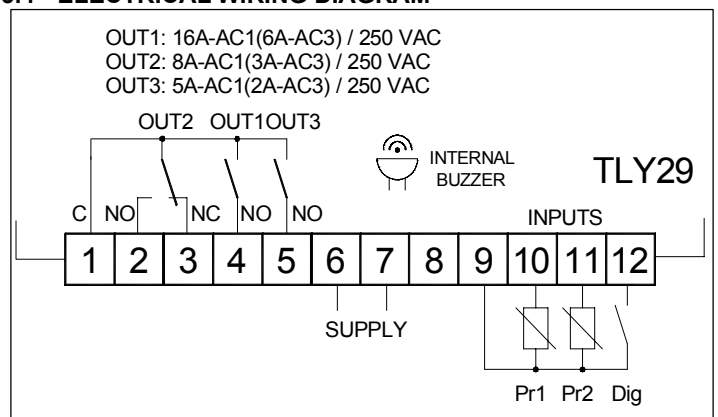 ELECTRICAL WIRING DIAGRAM
OUT1: 16A-AC1(6A-AC3) / 250 VAC
OUT2: 8A-AC1(3A-AC3) / 250 VAC
OUT3: 5A-AC1(2A-AC3) / 250 VAC
OUT2 OUT1OUT3
INTERNAL
BUZZER
TLY29
C NO NC NO NO
INPUTS
1 2 3 4 5 6 7 8 9 10 11 12
SUPPLY
Pr1 Pr2 Dig